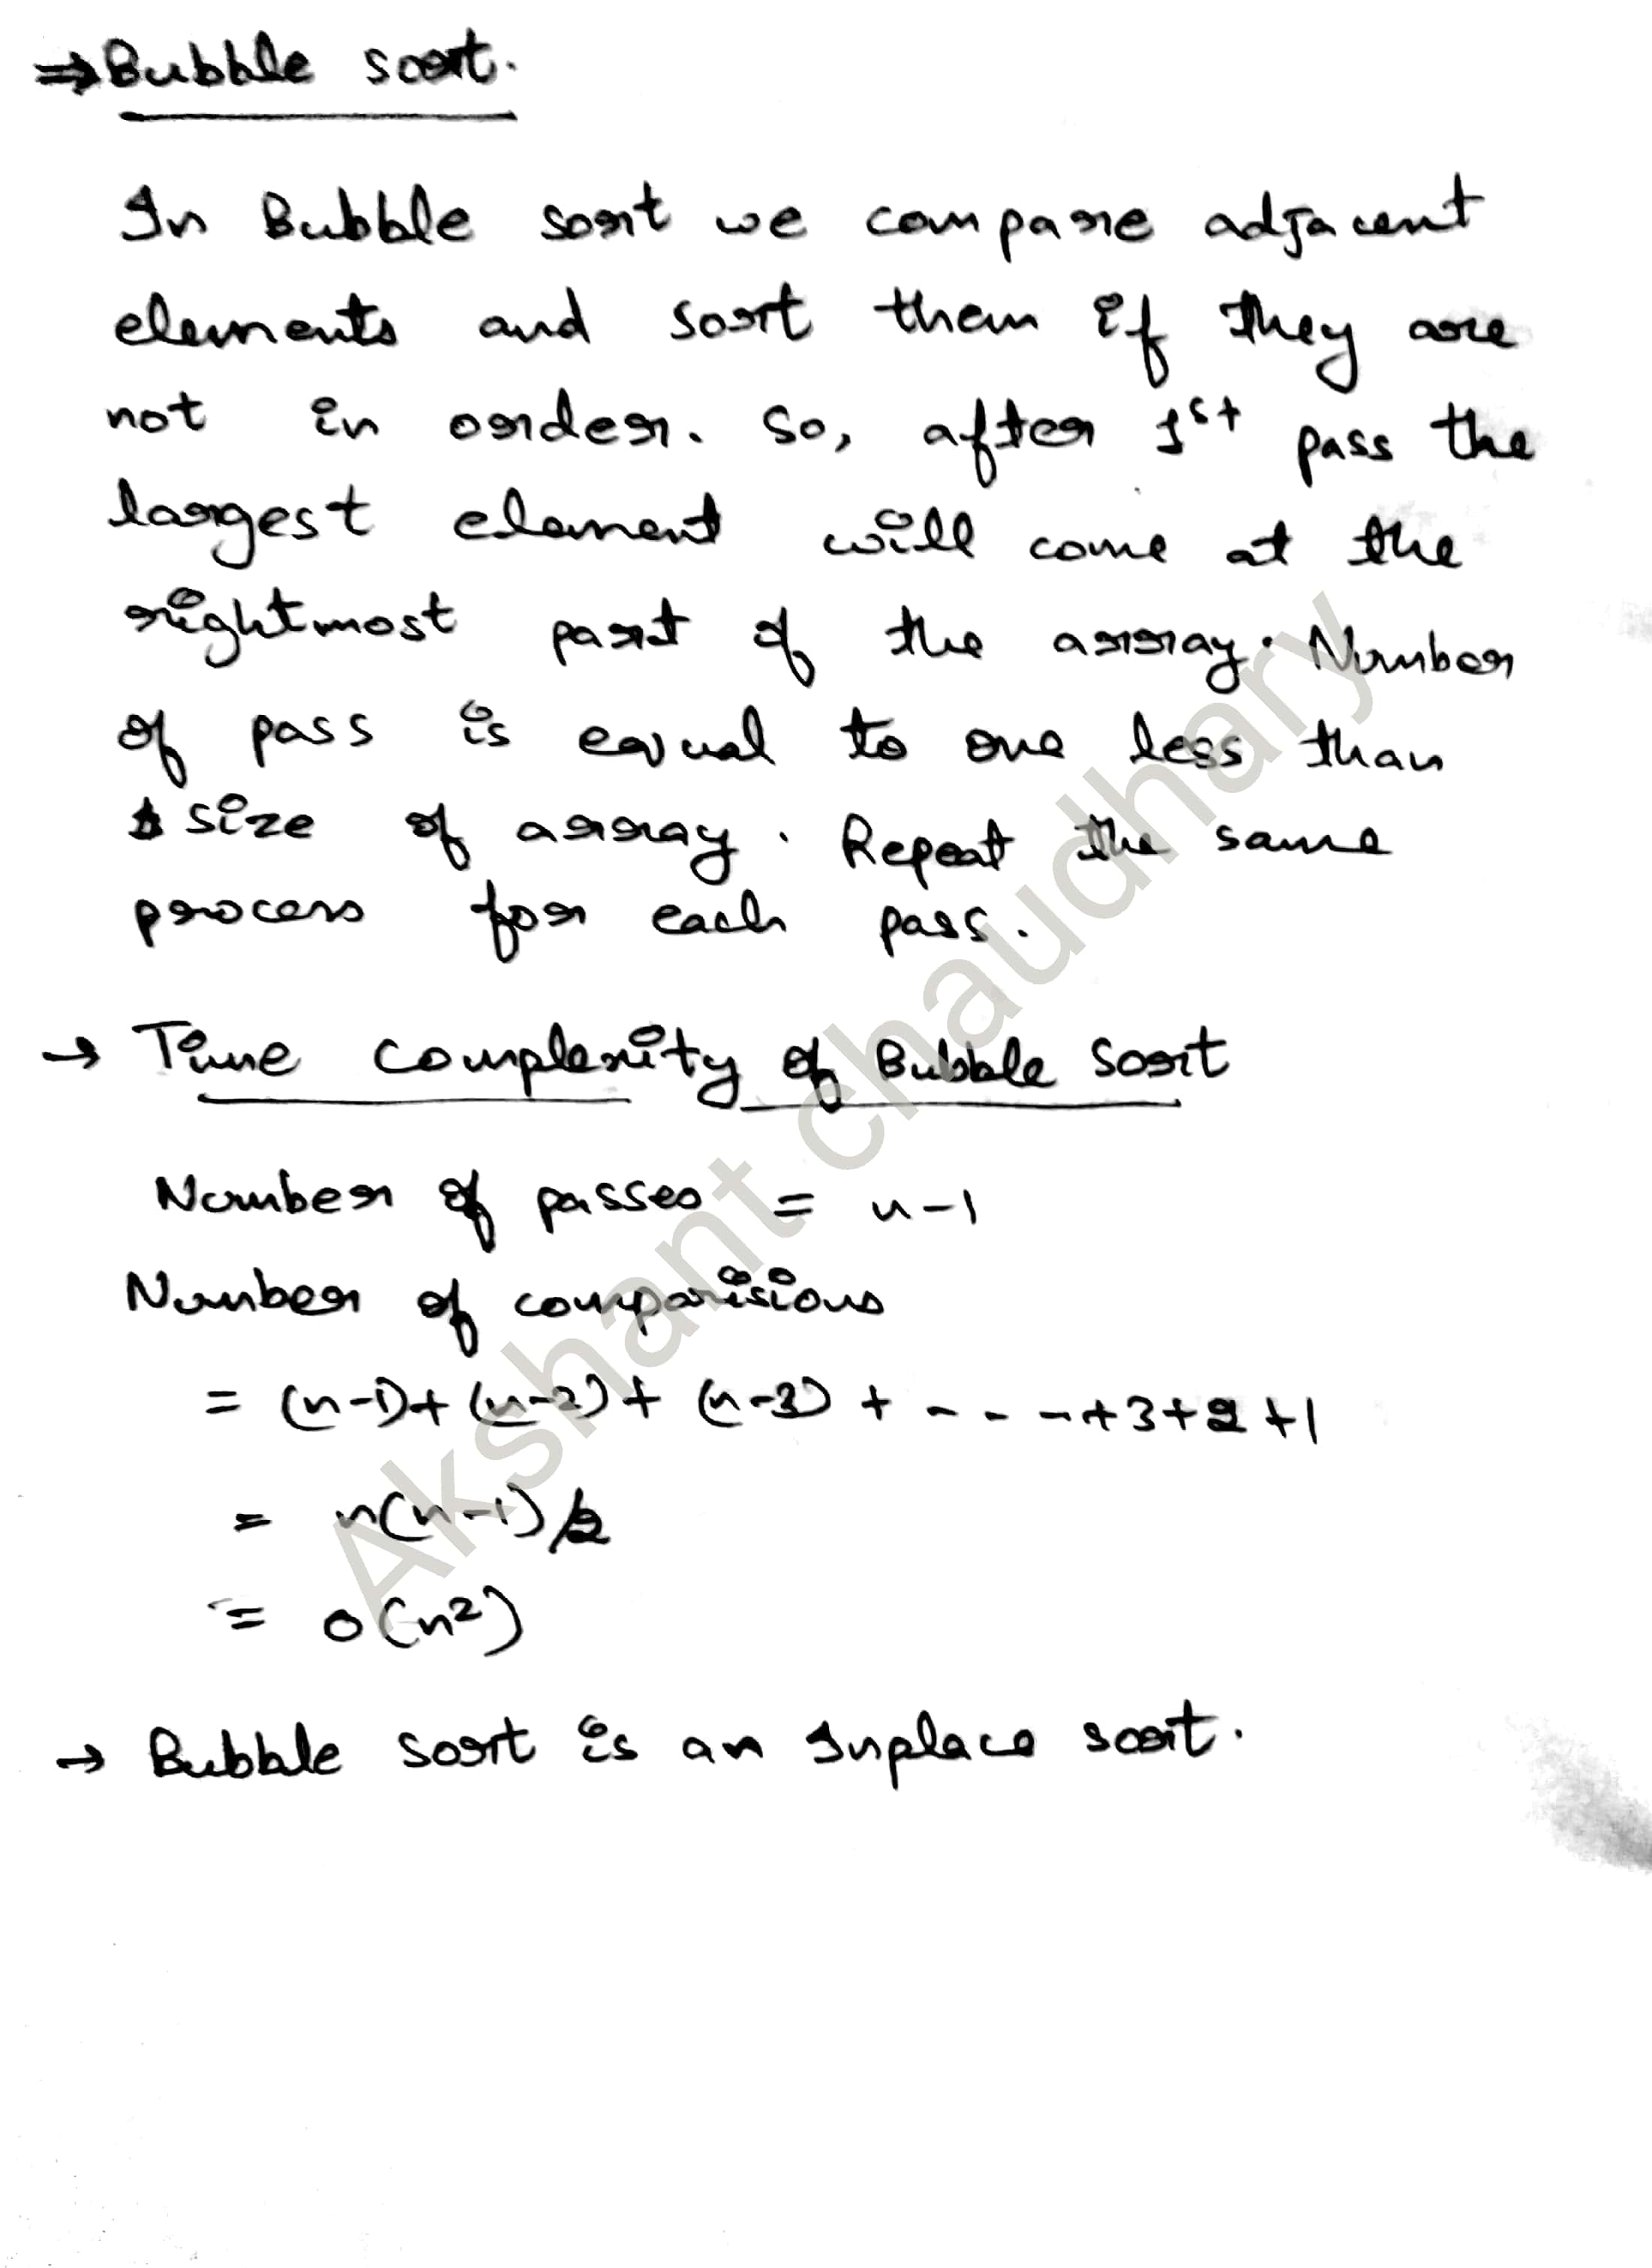 ⇒ Bubble sort.
In Bubble sort we compare adjacent
elements and sort them if they are
not in order. So, after 1st pass the
largest element will come at the
rightmost part of the array. Number
of pass is equal to one less than
size of array. Repeat the same
process for each pass.
→ Time complexity of Bubble Sort
Number of passes = n-1
Number of comparisions
= (n-1)+(n-2)+(n-3)+----+3+2+1
= n(n-1)/2
= O(n²)
→ Bubble sort is an Inplace sort.
Akshant chaudhary